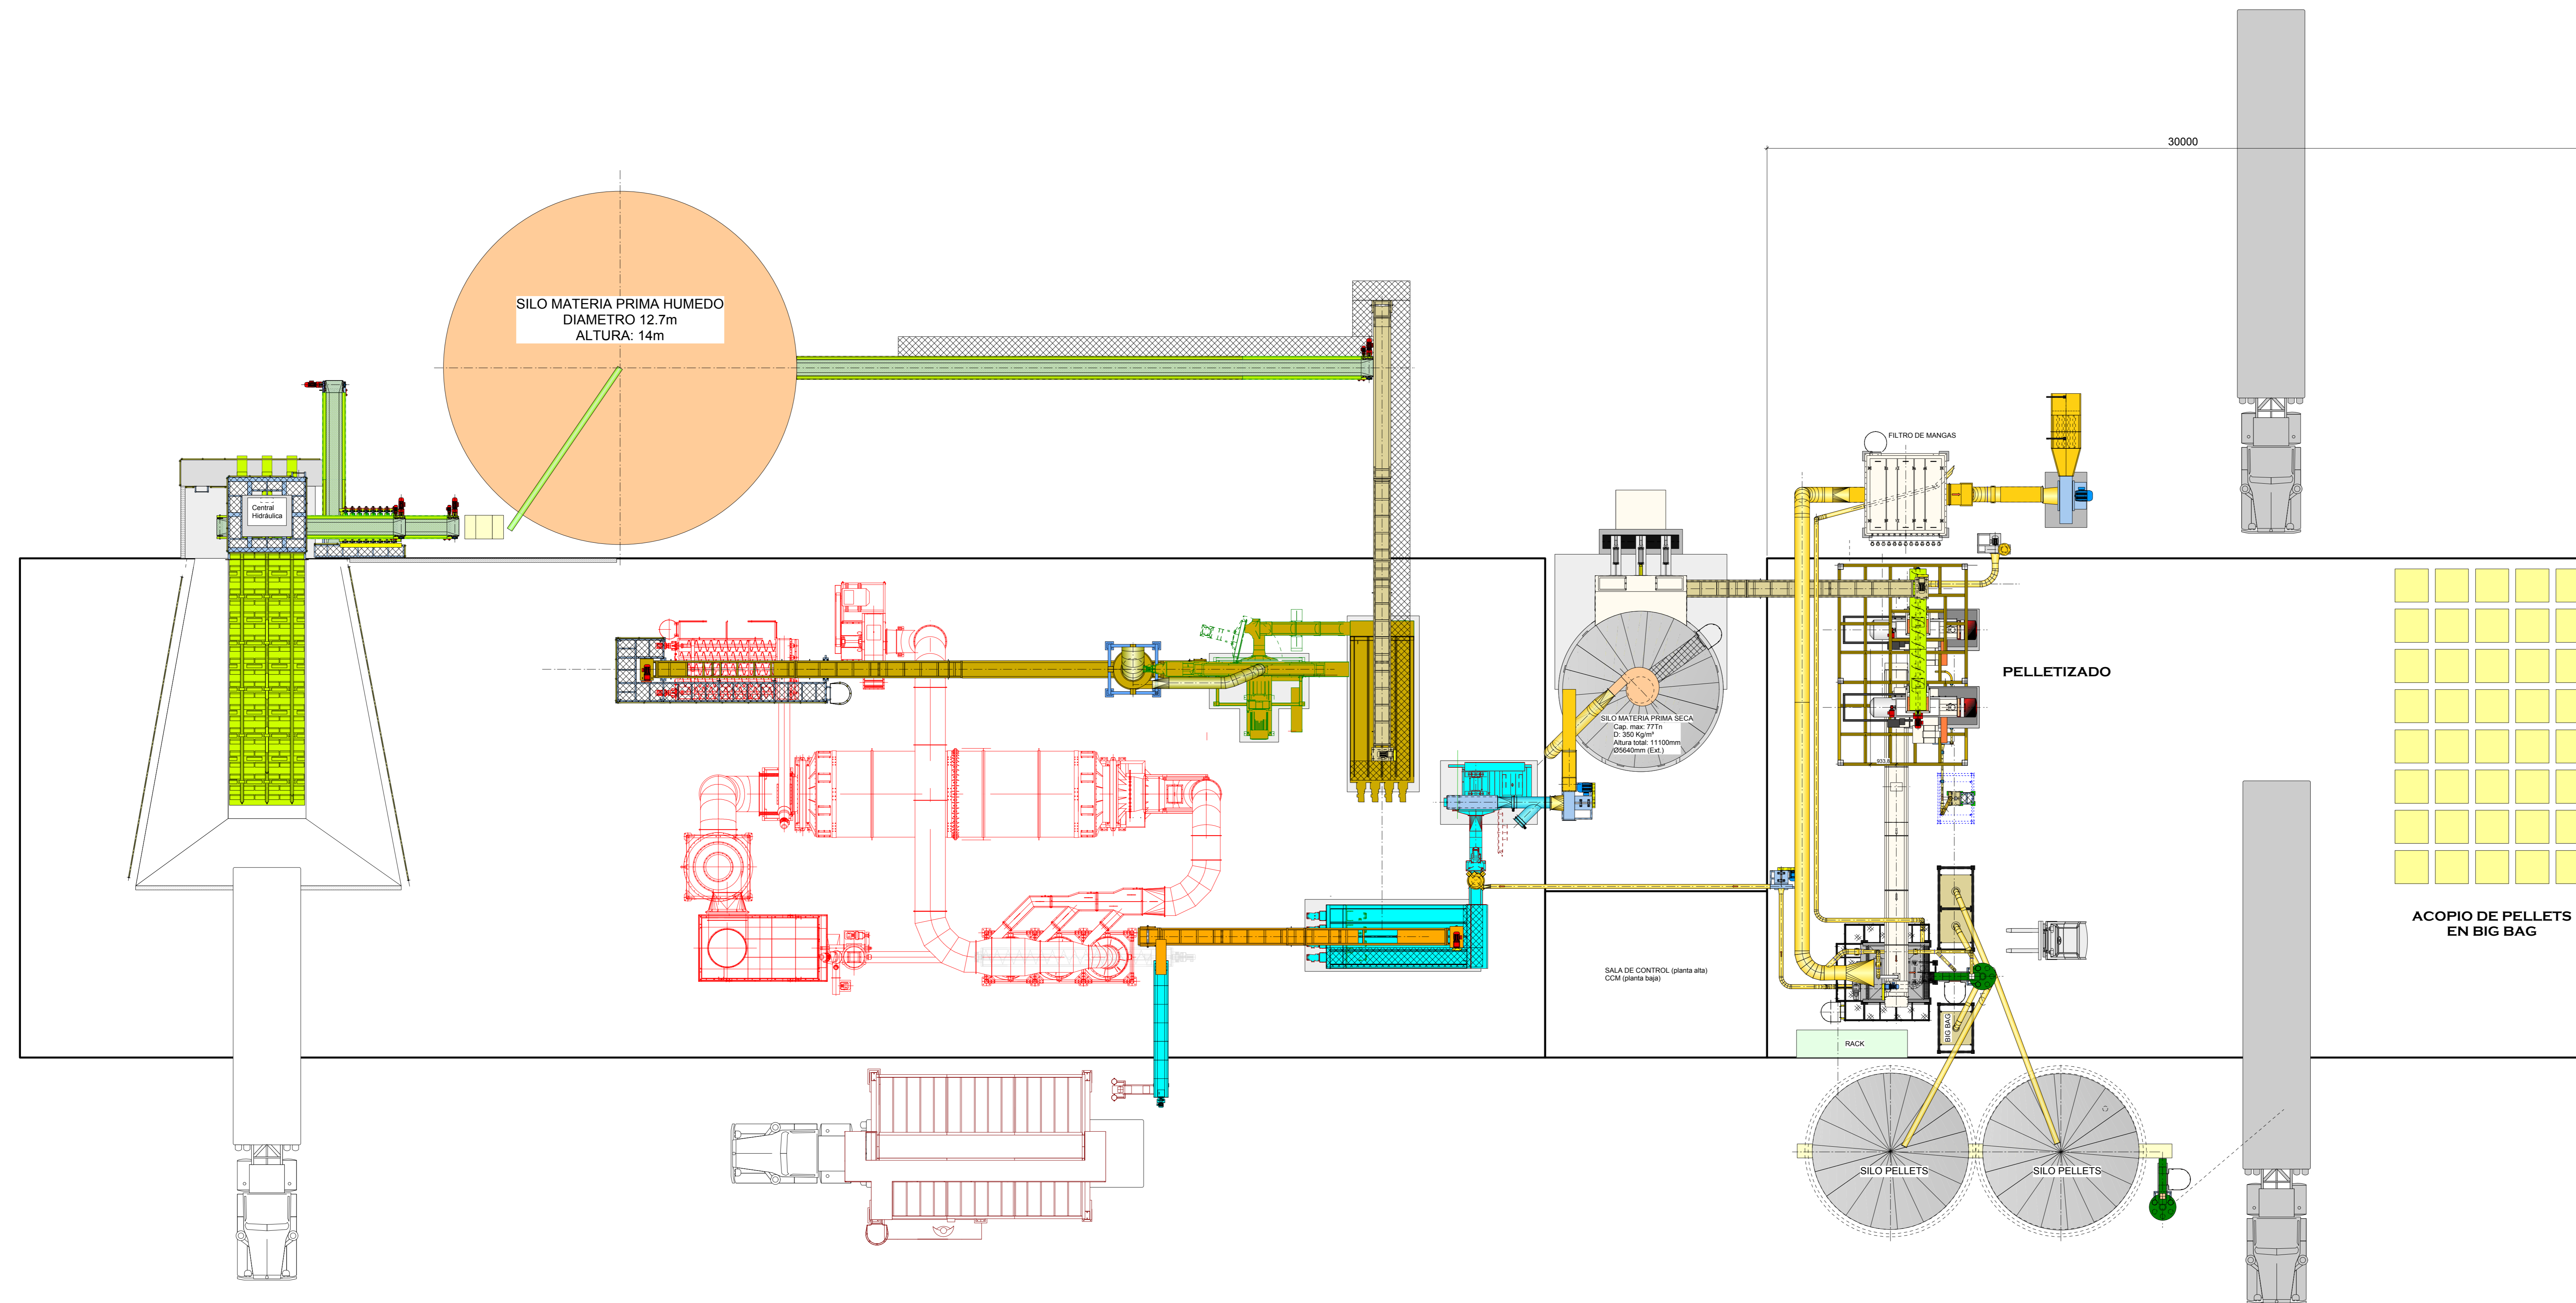 30000
SILO MATERIA PRIMA HUMEDO
DIAMETRO 12.7m
ALTURA: 14m
FILTRO DE MANGAS
Central
Hidráulica
PELLETIZADO
SILO MATERIA PRIMA SECA
Cap. max: 77Tn
D: 350 Kg/m³
Altura total: 11100mm
Ø5640mm (Ext.)
933.8
ACOPIO DE PELLETS
EN BIG BAG
SALA DE CONTROL (planta alta)
CCM (planta baja)
BIG BAG
RACK
SILO PELLETS
SILO PELLETS